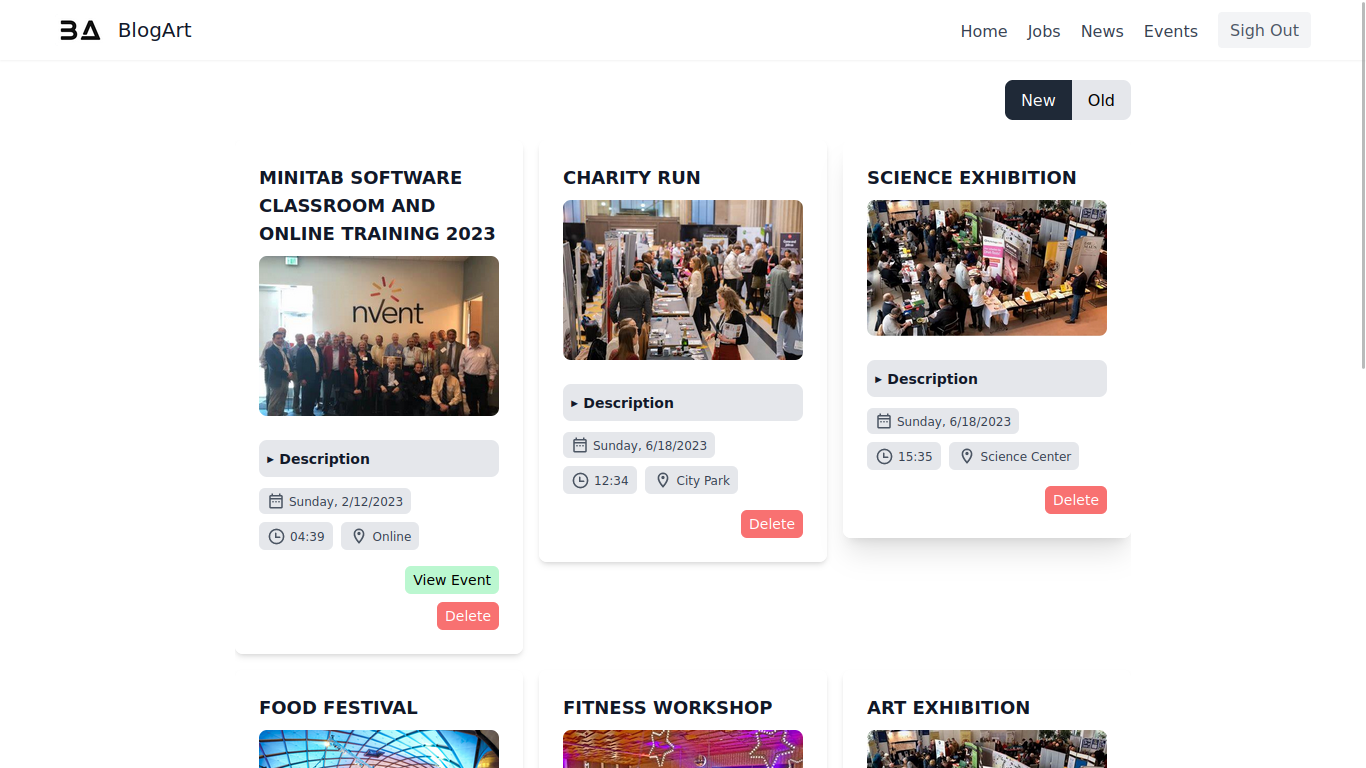 BA BlogArt Home Jobs News Events Sigh Out
New Old
MINITAB SOFTWARE
CLASSROOM AND
ONLINE TRAINING 2023
nvent
▸ Description
Sunday, 2/12/2023
04:39 Online
View Event
Delete
CHARITY RUN
▸ Description
Sunday, 6/18/2023
12:34 City Park
Delete
SCIENCE EXHIBITION
▸ Description
Sunday, 6/18/2023
15:35 Science Center
Delete
FOOD FESTIVAL
FITNESS WORKSHOP
ART EXHIBITION